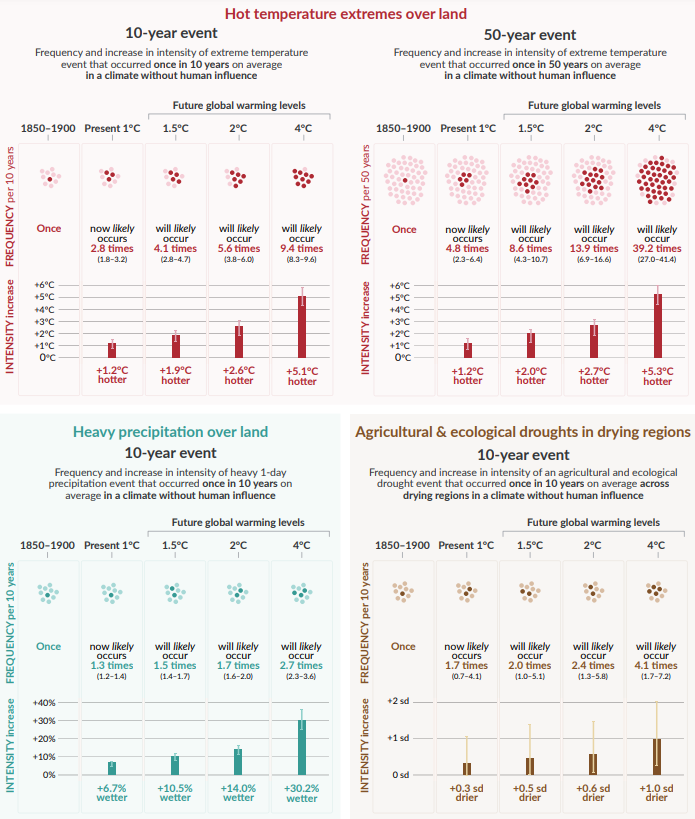 Hot temperature extremes over land
10-year event
Frequency and increase in intensity of extreme temperature
event that occurred once in 10 years on average
in a climate without human influence
Future global warming levels
1850–1900 Present 1°C 1.5°C 2°C 4°C
FREQUENCY per 10 years
Once
now likely
occurs
2.8 times
(1.8–3.2)
will likely
occur
4.1 times
(2.8–4.7)
will likely
occur
5.6 times
(3.8–6.0)
will likely
occur
9.4 times
(8.3–9.6)
INTENSITY increase
+6°C
+5°C
+4°C
+3°C
+2°C
+1°C
0°C
+1.2°C
hotter
+1.9°C
hotter
+2.6°C
hotter
+5.1°C
hotter
50-year event
Frequency and increase in intensity of extreme temperature
event that occurred once in 50 years on average
in a climate without human influence
Future global warming levels
1850–1900 Present 1°C 1.5°C 2°C 4°C
FREQUENCY per 50 years
Once
now likely
occurs
4.8 times
(2.3–6.4)
will likely
occur
8.6 times
(4.3–10.7)
will likely
occur
13.9 times
(6.9–16.6)
will likely
occur
39.2 times
(27.0–41.4)
INTENSITY increase
+6°C
+5°C
+4°C
+3°C
+2°C
+1°C
0°C
+1.2°C
hotter
+2.0°C
hotter
+2.7°C
hotter
+5.3°C
hotter
Heavy precipitation over land
10-year event
Frequency and increase in intensity of heavy 1-day
precipitation event that occurred once in 10 years on
average in a climate without human influence
Future global warming levels
1850–1900 Present 1°C 1.5°C 2°C 4°C
FREQUENCY per 10 years
Once
now likely
occurs
1.3 times
(1.2–1.4)
will likely
occur
1.5 times
(1.4–1.7)
will likely
occur
1.7 times
(1.6–2.0)
will likely
occur
2.7 times
(2.3–3.6)
INTENSITY increase
+40%
+30%
+20%
+10%
0%
+6.7%
wetter
+10.5%
wetter
+14.0%
wetter
+30.2%
wetter
Agricultural & ecological droughts in drying regions
10-year event
Frequency and increase in intensity of an agricultural and ecological
drought event that occurred once in 10 years on average across
drying regions in a climate without human influence
Future global warming levels
1850–1900 Present 1°C 1.5°C 2°C 4°C
FREQUENCY per 10 years
Once
now likely
occurs
1.7 times
(0.7–4.1)
will likely
occur
2.0 times
(1.0–5.1)
will likely
occur
2.4 times
(1.3–5.8)
will likely
occur
4.1 times
(1.7–7.2)
INTENSITY increase
+2 sd
+1 sd
0 sd
+0.3 sd
drier
+0.5 sd
drier
+0.6 sd
drier
+1.0 sd
drier